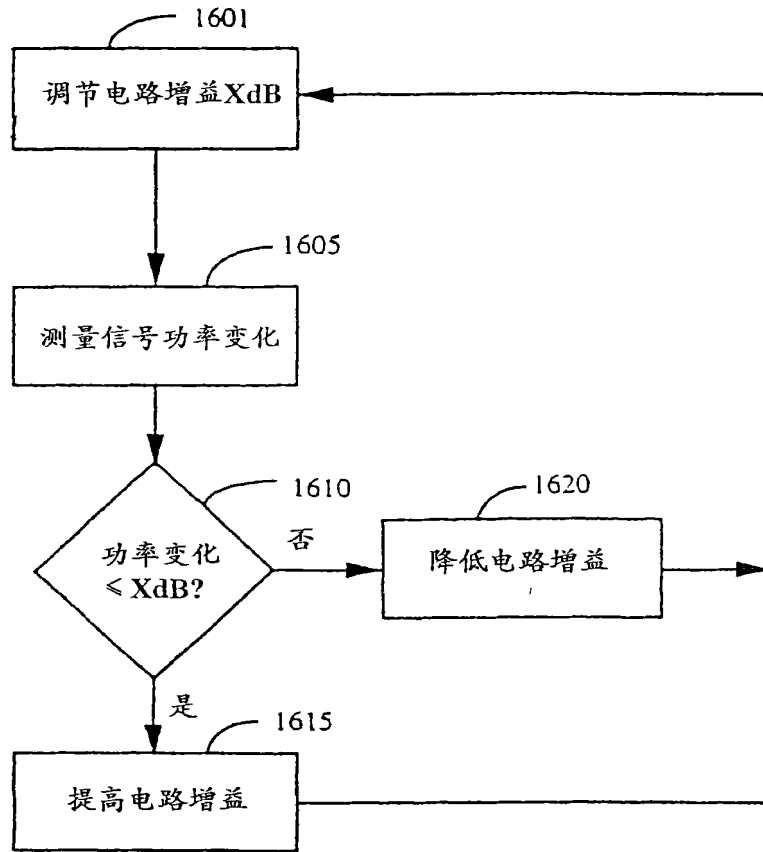 1601
调节电路增益XdB
1605
测量信号功率变化
1610
功率变化
≤ XdB?
否
1620
降低电路增益
是
1615
提高电路增益